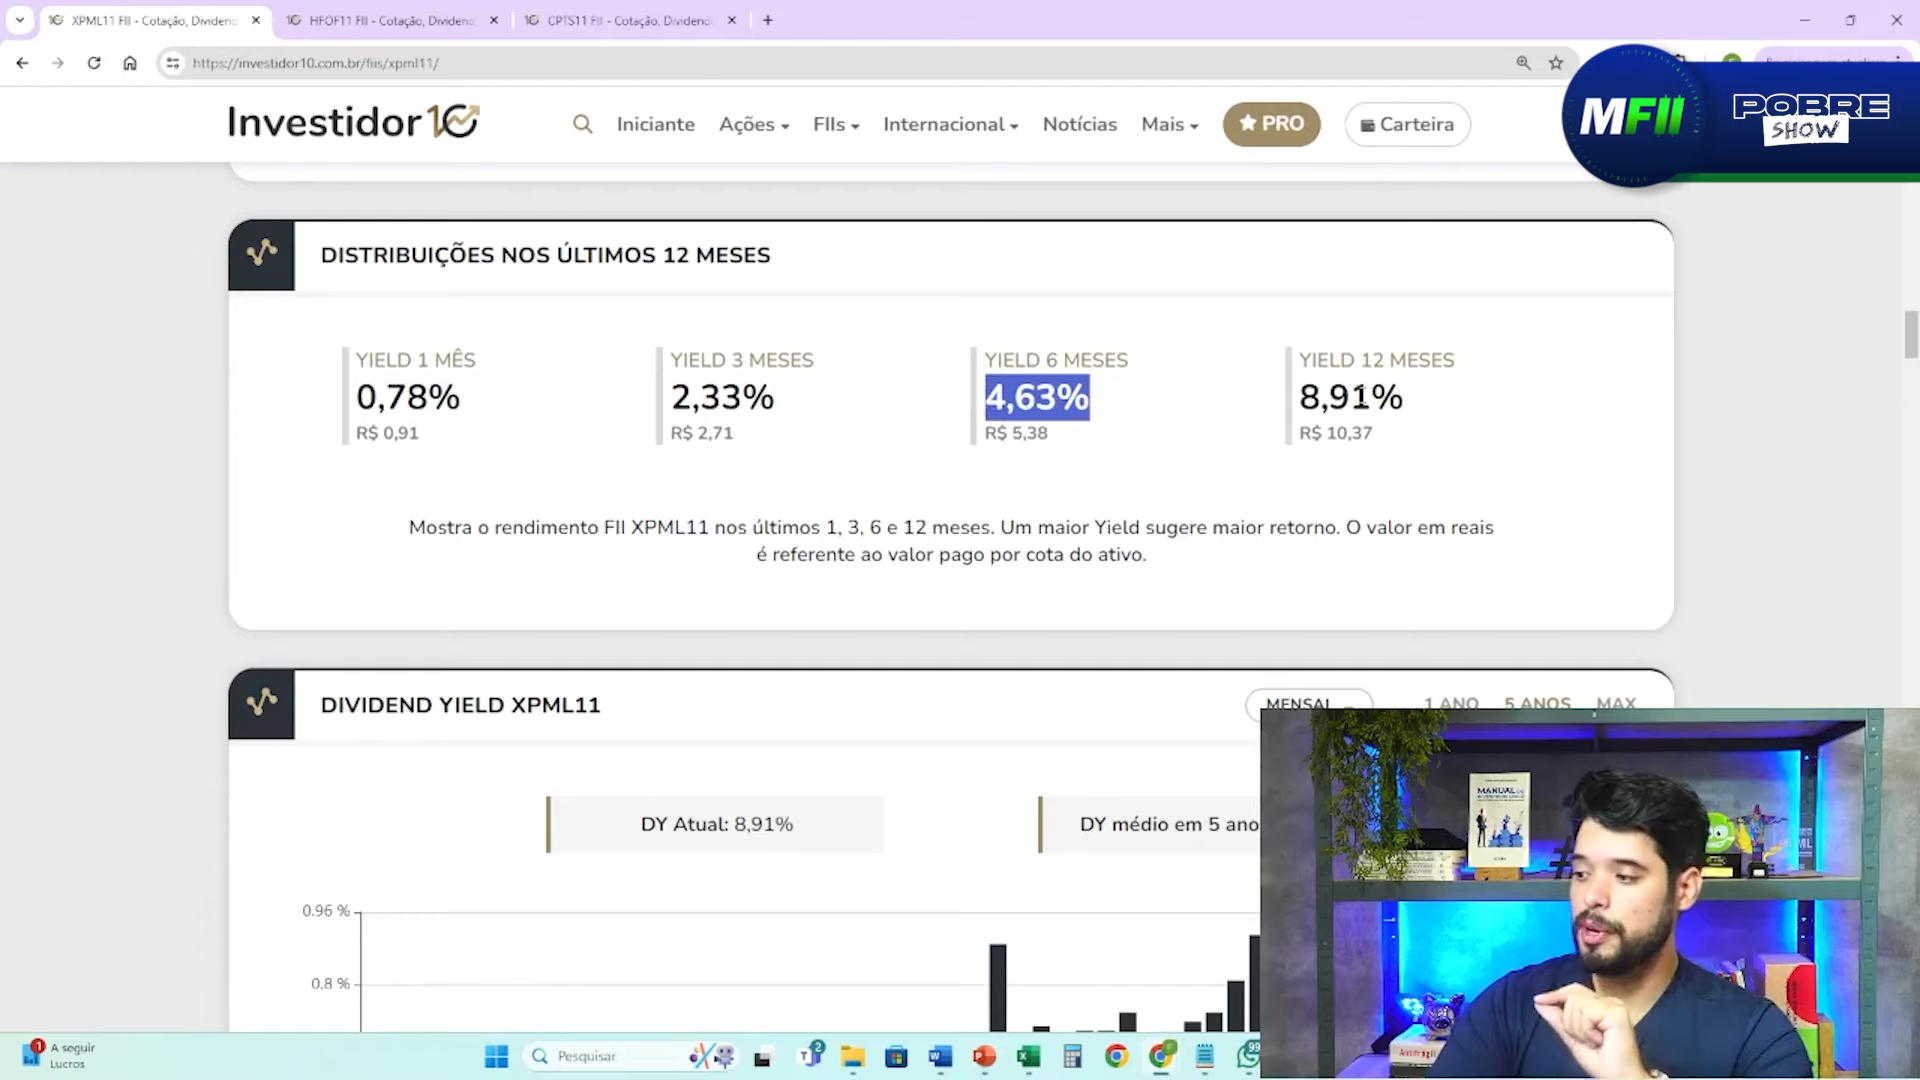 XPML11 FII - Cotação, Dividend
HFOF11 FII - Cotação, Dividend
CPTS11 FII - Cotação, Dividend
https://investidor10.com.br/fiis/xpml11/
Investidor 10
Iniciante
Ações
FIIs
Internacional
Notícias
Mais
PRO
Carteira
MFII
POBRE
SHOW
DISTRIBUIÇÕES NOS ÚLTIMOS 12 MESES
YIELD 1 MÊS
0,78%
R$ 0,91
YIELD 3 MESES
2,33%
R$ 2,71
YIELD 6 MESES
4,63%
R$ 5,38
YIELD 12 MESES
8,91%
R$ 10,37
Mostra o rendimento FII XPML11 nos últimos 1, 3, 6 e 12 meses. Um maior Yield sugere maior retorno. O valor em reais
é referente ao valor pago por cota do ativo.
DIVIDEND YIELD XPML11
MENSAL
1 ANO
5 ANOS
MAX
DY Atual: 8,91%
DY médio em 5 ano
0.96 %
0.8 %
MANUAL
Antifrágil
1
A seguir
Lucros
Pesquisar
2
99